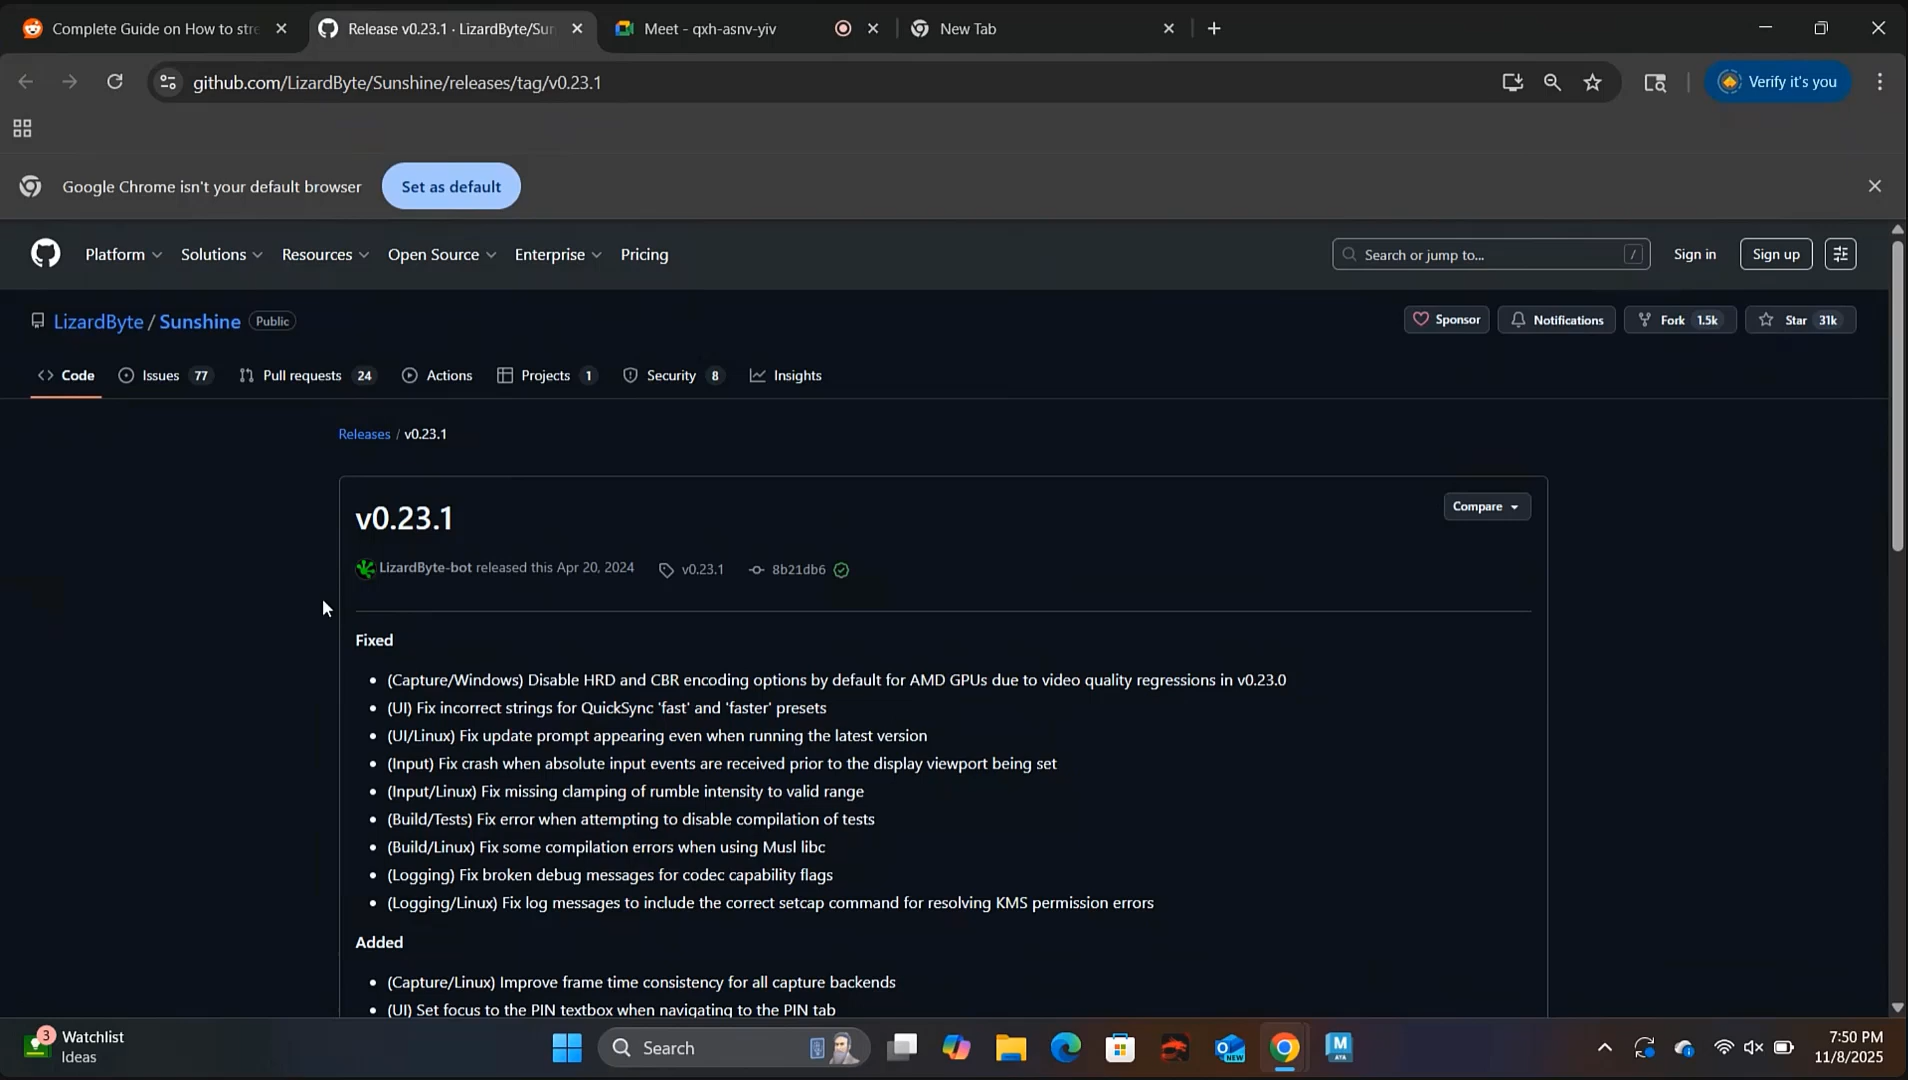 Complete Guide on How to stre
Release v0.23.1 · LizardByte/Sun
Meet - qxh-asnv-yiv
New Tab
github.com/LizardByte/Sunshine/releases/tag/v0.23.1
Verify it's you
Google Chrome isn't your default browser
Set as default
Platform
Solutions
Resources
Open Source
Enterprise
Pricing
Search or jump to...
/
Sign in
Sign up
LizardByte / Sunshine
Public
Sponsor
Notifications
Fork 1.5k
Star 31k
Code
Issues 77
Pull requests 24
Actions
Projects 1
Security 8
Insights
Releases / v0.23.1
v0.23.1
Compare
LizardByte-bot released this Apr 20, 2024
v0.23.1
8b21db6
Fixed
• (Capture/Windows) Disable HRD and CBR encoding options by default for AMD GPUs due to video quality regressions in v0.23.0
• (UI) Fix incorrect strings for QuickSync 'fast' and 'faster' presets
• (UI/Linux) Fix update prompt appearing even when running the latest version
• (Input) Fix crash when absolute input events are received prior to the display viewport being set
• (Input/Linux) Fix missing clamping of rumble intensity to valid range
• (Build/Tests) Fix error when attempting to disable compilation of tests
• (Build/Linux) Fix some compilation errors when using Musl libc
• (Logging) Fix broken debug messages for codec capability flags
• (Logging/Linux) Fix log messages to include the correct setcap command for resolving KMS permission errors
Added
• (Capture/Linux) Improve frame time consistency for all capture backends
• (UI) Set focus to the PIN textbox when navigating to the PIN tab
3
Watchlist
Ideas
Search
NEW
M
ATA
7:50 PM
11/8/2025